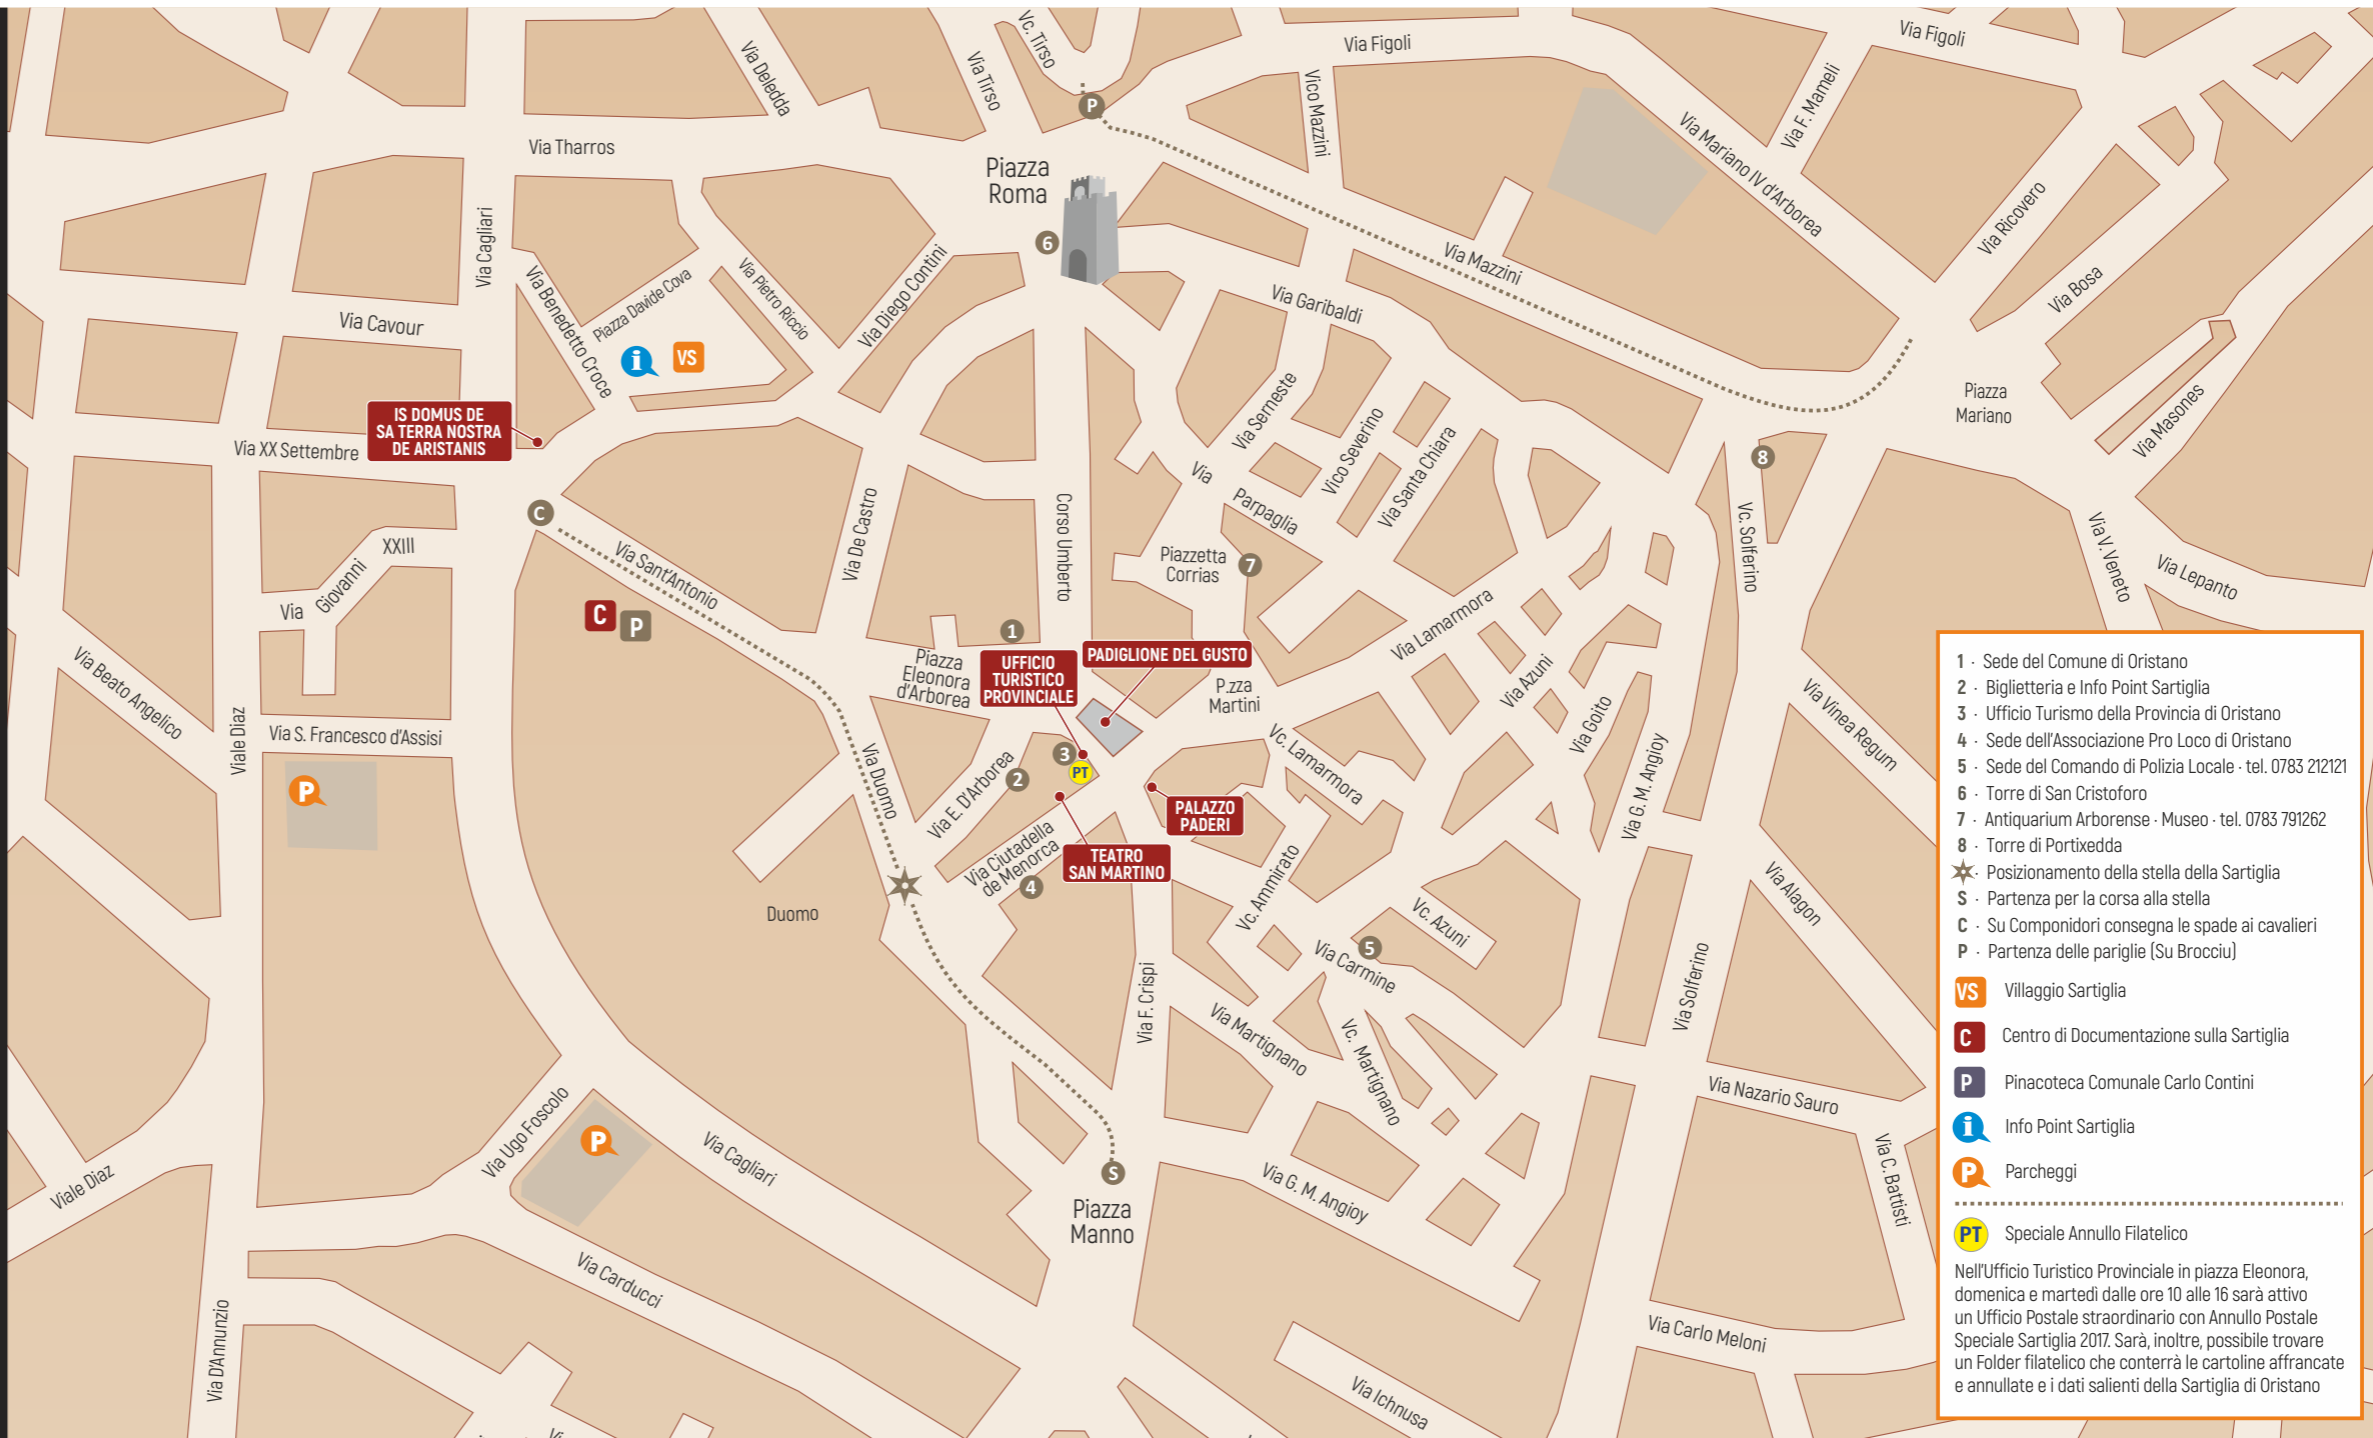 Via Figoli
Via Figoli
Vc. Tirso
Via Tirso
Via Deledda
Vico Mazzini
Via F. Mameli
Via Mariano IV d'Arborea
P
Via Tharros
Piazza
Roma
6
Via Cagliari
Via Ricovero
Via Mazzini
Via Bosa
Via Benedetto Croce
Piazza Davide Cova
Via Pietro Riccio
Via Diego Contini
Via Garibaldi
Via Cavour
i
VS
Piazza
Mariano
Via Masones
IS DOMUS DE
SA TERRA NOSTRA
DE ARISTANIS
Via XX Settembre
Via Serneste
Vico Severino
Via Santa Chiara
Via
Parpaglia
8
C
Via De Castro
Corso Umberto
Vc. Solferino
Via V. Veneto
Via Lepanto
XXIII
Giovanni
Via
Via Sant'Antonio
Piazzetta
Corrias
7
C
P
1
Via Lamarmora
Via Azuni
Via Goito
Via Beato Angelico
Viale Diaz
Via S. Francesco d'Assisi
Piazza
Eleonora
d'Arborea
UFFICIO
TURISTICO
PROVINCIALE
PADIGLIONE DEL GUSTO
P.zza
Martini
Vc. Lamarmora
Via G. M. Angioy
Via Vinea Regum
P
Via Duomo
Via E. D'Arborea
2
3
PT
PALAZZO
PADERI
TEATRO
SAN MARTINO
Via Ciutadella
de Menorca
4
Duomo
Vc. Ammirato
Vc. Azuni
5
Via Carmine
Via Alagon
Via Solferino
Via F. Crispi
Via Martignano
Vc. Martignano
Via Nazario Sauro
Via C. Battisti
Via Ugo Foscolo
P
Via Cagliari
Viale Diaz
S
Piazza
Manno
Via G. M. Angioy
Via Carducci
Via D'Annunzio
Via Carlo Meloni
Via Ichnusa
1 · Sede del Comune di Oristano
2 · Biglietteria e Info Point Sartiglia
3 · Ufficio Turismo della Provincia di Oristano
4 · Sede dell'Associazione Pro Loco di Oristano
5 · Sede del Comando di Polizia Locale · tel. 0783 212121
6 · Torre di San Cristoforo
7 · Antiquarium Arborense · Museo · tel. 0783 791262
8 · Torre di Portixedda
· Posizionamento della stella della Sartiglia
S · Partenza per la corsa alla stella
C · Su Componidori consegna le spade ai cavalieri
P · Partenza delle pariglie (Su Brocciu)
VS Villaggio Sartiglia
C Centro di Documentazione sulla Sartiglia
P Pinacoteca Comunale Carlo Contini
i Info Point Sartiglia
P Parcheggi
PT Speciale Annullo Filatelico
Nell'Ufficio Turistico Provinciale in piazza Eleonora,
domenica e martedì dalle ore 10 alle 16 sarà attivo
un Ufficio Postale straordinario con Annullo Postale
Speciale Sartiglia 2017. Sarà, inoltre, possibile trovare
un Folder filatelico che conterrà le cartoline affrancate
e annullate e i dati salienti della Sartiglia di Oristano